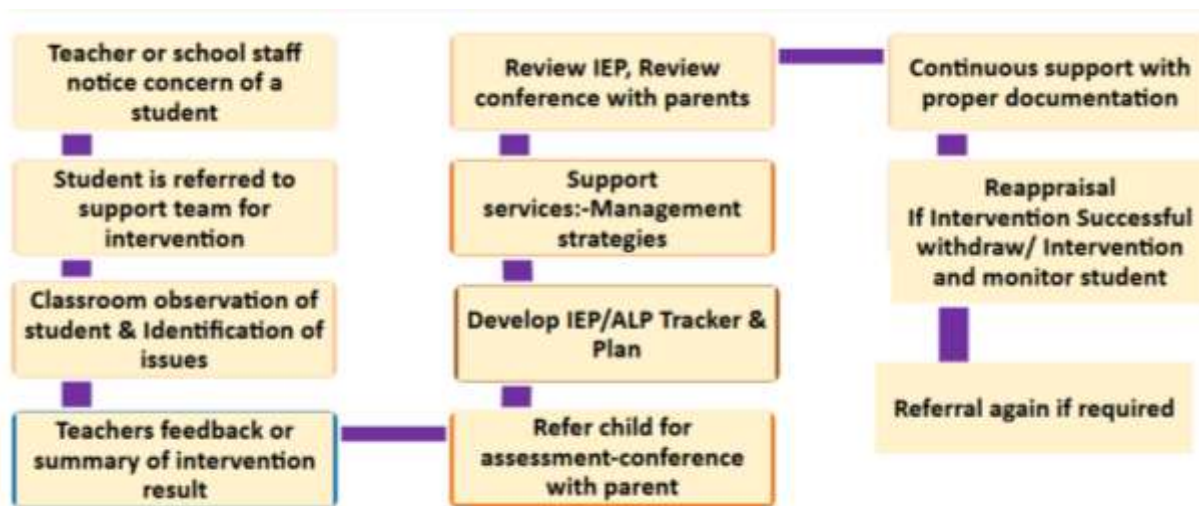 Teacher or school staff
notice concern of a
student
Student is referred to
support team for
intervention
Classroom observation of
student & Identification of
issues
Teachers feedback or
summary of intervention
result
Refer child for
assessment-conference
with parent
Develop IEP/ALP Tracker &
Plan
Support
services:-Management
strategies
Review IEP, Review
conference with parents
Continuous support with
proper documentation
Reappraisal
If Intervention Successful
withdraw/ Intervention
and monitor student
Referral again if required